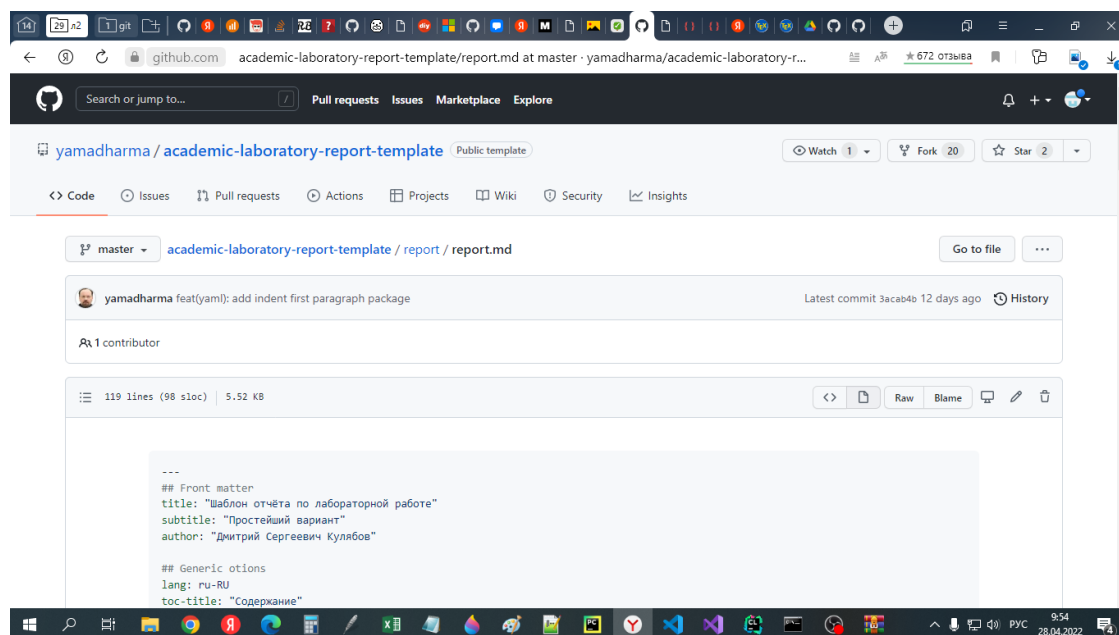 14 29 л2 1 git
github.com academic-laboratory-report-template/report.md at master · yamadharma/academic-laboratory-r... 672 отзыва
Search or jump to... / Pull requests Issues Marketplace Explore
yamadharma / academic-laboratory-report-template Public template Watch 1 Fork 20 Star 2
Code Issues Pull requests Actions Projects Wiki Security Insights
master academic-laboratory-report-template / report / report.md Go to file ...
yamadharma feat(yaml): add indent first paragraph package Latest commit 3acab4b 12 days ago History
1 contributor
119 lines (98 sloc) 5.52 KB <> Raw Blame
---
## Front matter
title: "Шаблон отчёта по лабораторной работе"
subtitle: "Простейший вариант"
author: "Дмитрий Сергеевич Кулябов"
## Generic otions
lang: ru-RU
toc-title: "Содержание"
РУС 9:54
28.04.2022